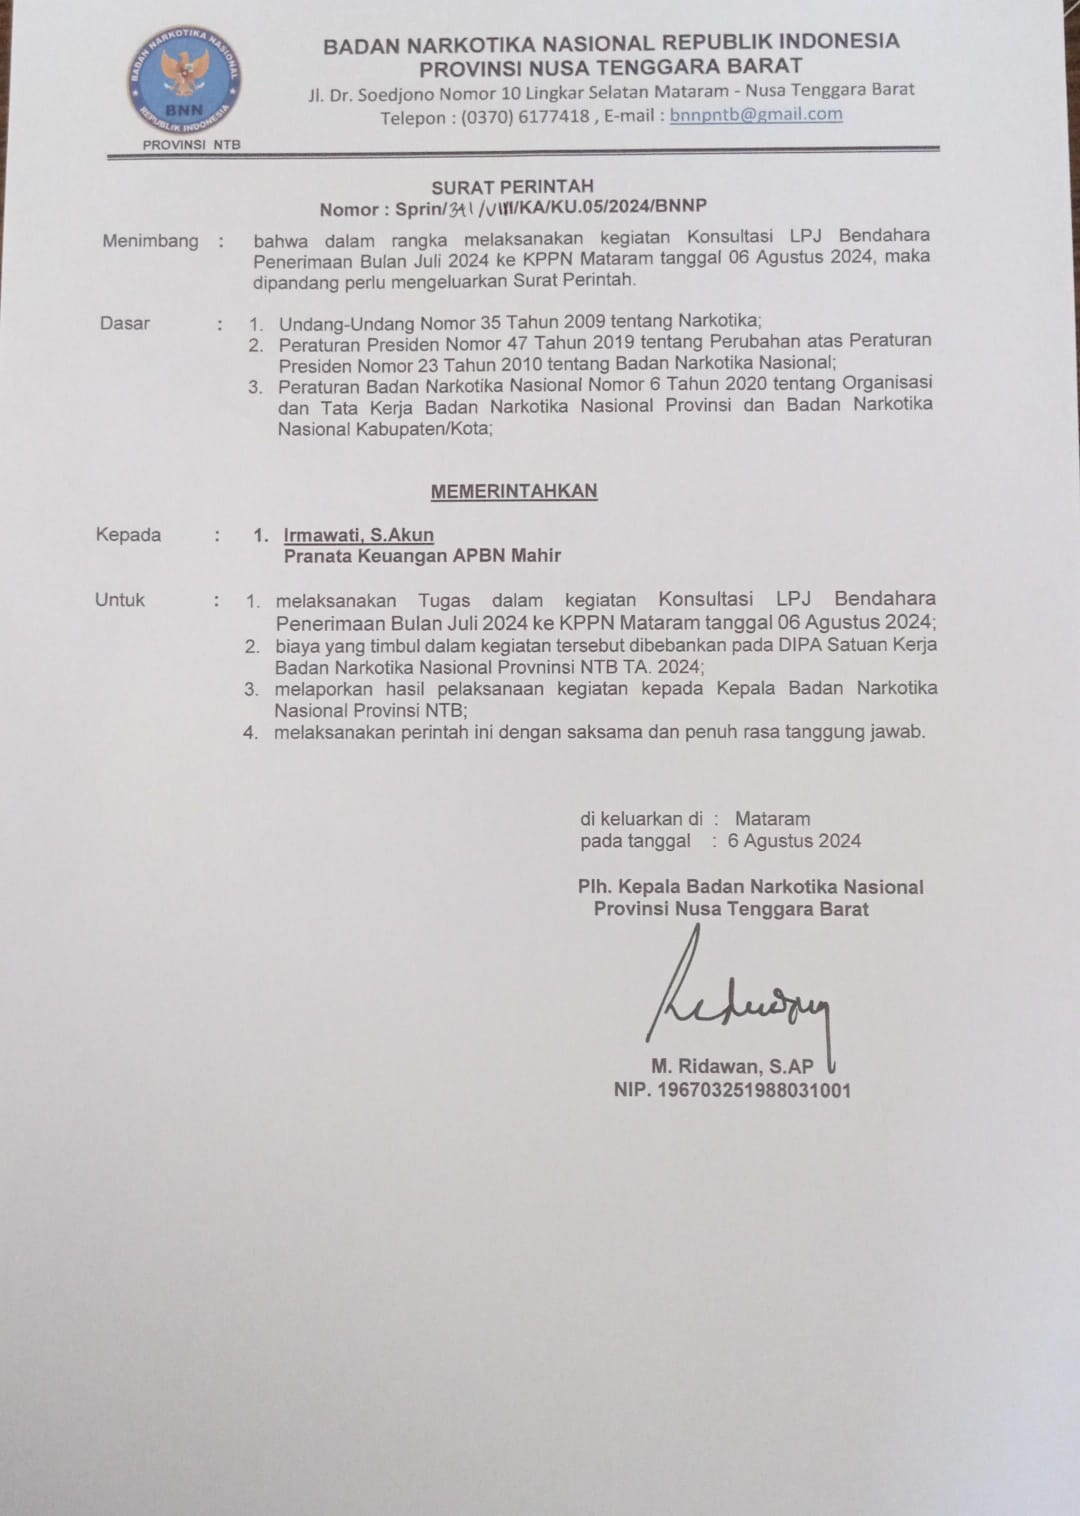 BADAN NARKOTIKA NASIONAL
BNN
REPUBLIK INDONESIA
PROVINSI NTB
BADAN NARKOTIKA NASIONAL REPUBLIK INDONESIA
PROVINSI NUSA TENGGARA BARAT
Jl. Dr. Soedjono Nomor 10 Lingkar Selatan Mataram - Nusa Tenggara Barat
Telepon : (0370) 6177418 , E-mail : bnnpntb@gmail.com
SURAT PERINTAH
Nomor : Sprin/341/VIII/KA/KU.05/2024/BNNP
Menimbang : bahwa dalam rangka melaksanakan kegiatan Konsultasi LPJ Bendahara
Penerimaan Bulan Juli 2024 ke KPPN Mataram tanggal 06 Agustus 2024, maka
dipandang perlu mengeluarkan Surat Perintah.
Dasar : 1. Undang-Undang Nomor 35 Tahun 2009 tentang Narkotika;
2. Peraturan Presiden Nomor 47 Tahun 2019 tentang Perubahan atas Peraturan
Presiden Nomor 23 Tahun 2010 tentang Badan Narkotika Nasional;
3. Peraturan Badan Narkotika Nasional Nomor 6 Tahun 2020 tentang Organisasi
dan Tata Kerja Badan Narkotika Nasional Provinsi dan Badan Narkotika
Nasional Kabupaten/Kota;
MEMERINTAHKAN
Kepada : 1. Irmawati, S.Akun
Pranata Keuangan APBN Mahir
Untuk : 1. melaksanakan Tugas dalam kegiatan Konsultasi LPJ Bendahara
Penerimaan Bulan Juli 2024 ke KPPN Mataram tanggal 06 Agustus 2024;
2. biaya yang timbul dalam kegiatan tersebut dibebankan pada DIPA Satuan Kerja
Badan Narkotika Nasional Provninsi NTB TA. 2024;
3. melaporkan hasil pelaksanaan kegiatan kepada Kepala Badan Narkotika
Nasional Provinsi NTB;
4. melaksanakan perintah ini dengan saksama dan penuh rasa tanggung jawab.
di keluarkan di : Mataram
pada tanggal : 6 Agustus 2024
Plh. Kepala Badan Narkotika Nasional
Provinsi Nusa Tenggara Barat
M. Ridawan, S.AP
NIP. 196703251988031001